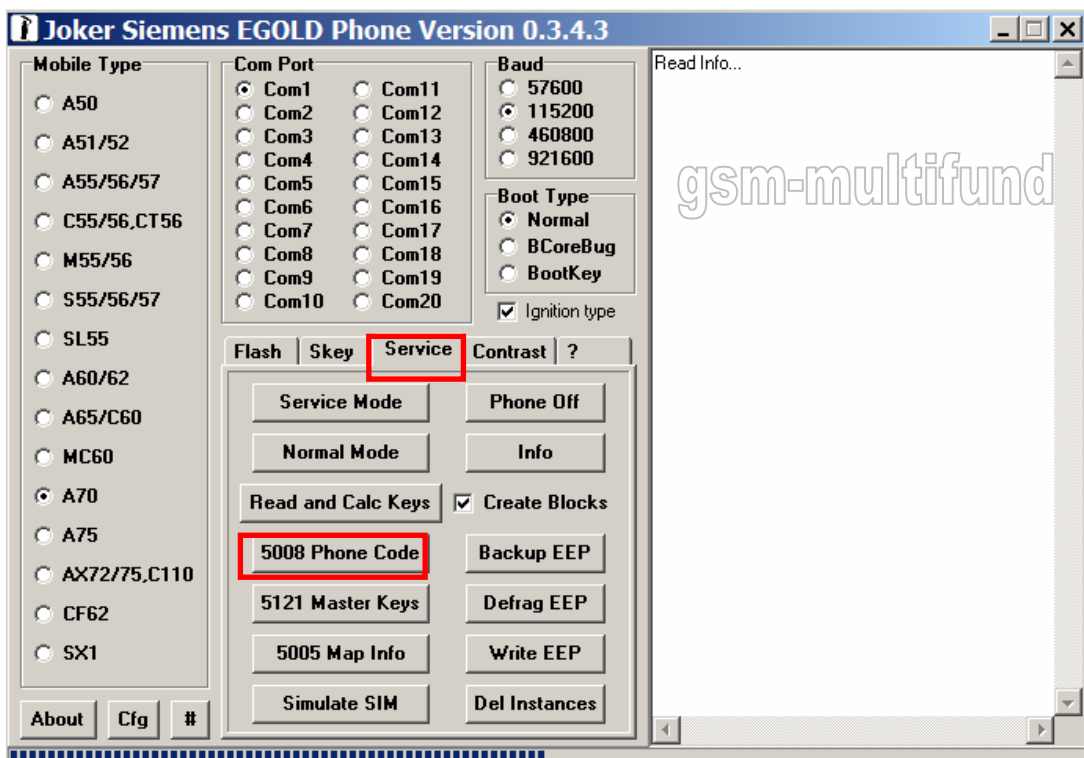 Joker Siemens EGOLD Phone Version 0.3.4.3
Mobile Type
A50
A51/52
A55/56/57
C55/56,CT56
M55/56
S55/56/57
SL55
A60/62
A65/C60
MC60
A70
A75
AX72/75,C110
CF62
SX1
About Cfg #
Com Port
Com1 Com11
Com2 Com12
Com3 Com13
Com4 Com14
Com5 Com15
Com6 Com16
Com7 Com17
Com8 Com18
Com9 Com19
Com10 Com20
Baud
57600
115200
460800
921600
Boot Type
Normal
BCoreBug
BootKey
Ignition type
Flash Skey Service Contrast ?
Service Mode Phone Off
Normal Mode Info
Read and Calc Keys Create Blocks
5008 Phone Code Backup EEP
5121 Master Keys Defrag EEP
5005 Map Info Write EEP
Simulate SIM Del Instances
Read Info...
gsm-multifund